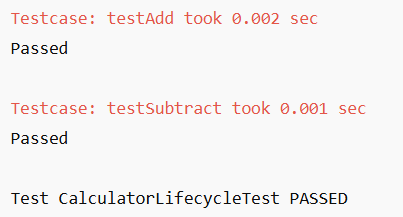 Testcase: testAdd took 0.002 sec
Passed
Testcase: testSubtract took 0.001 sec
Passed
Test CalculatorLifecycleTest PASSED